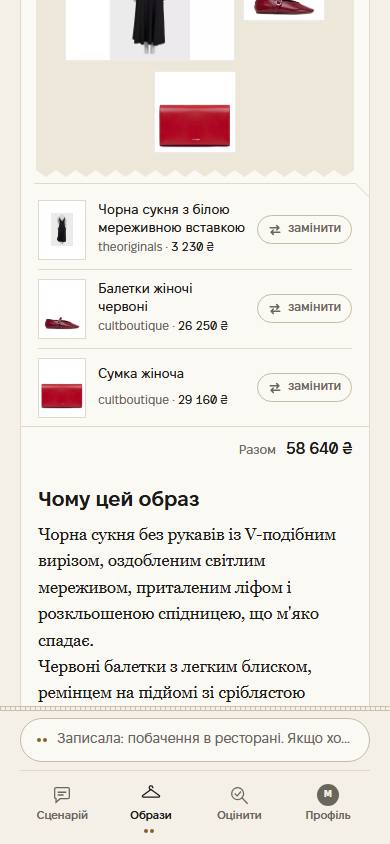 Чорна сукня з білою
мереживною вставкою
theoriginals · 3 230 ₴
замінити
Балетки жіночі
червоні
cultboutique · 26 250 ₴
замінити
Сумка жіноча
cultboutique · 29 160 ₴
замінити
Разом 58 640 ₴
Чому цей образ
Чорна сукня без рукавів із V-подібним
вирізом, оздобленим світлим
мереживом, приталеним ліфом і
розкльошеною спідницею, що м'яко
спадає.
Червоні балетки з легким блиском,
ремінцем на підйомі зі сріблястою
Записала: побачення в ресторані. Якщо хо...
Сценарій
Образи
Оцінити
М
Профіль